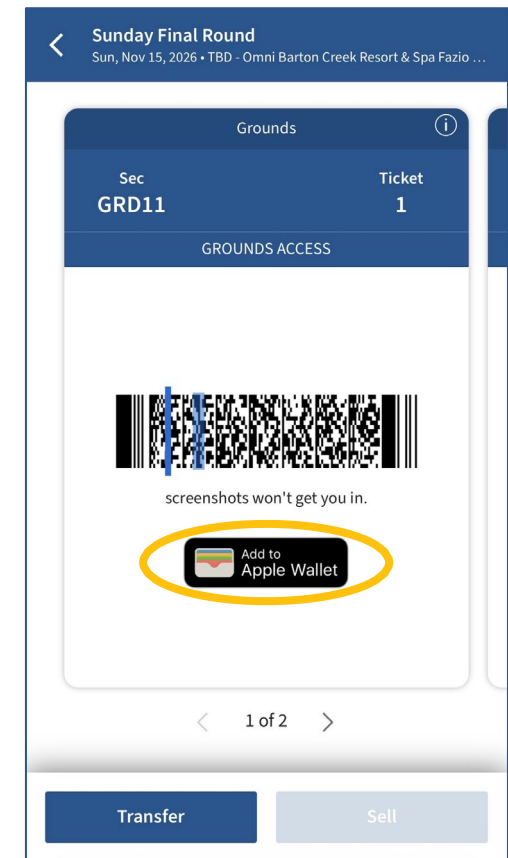 Sunday Final Round
Sun, Nov 15, 2026 • TBD - Omni Barton Creek Resort & Spa Fazio ...
Grounds
Sec
GRD11
Ticket
1
GROUNDS ACCESS
screenshots won't get you in.
Add to
Apple Wallet
1 of 2
Transfer
Sell